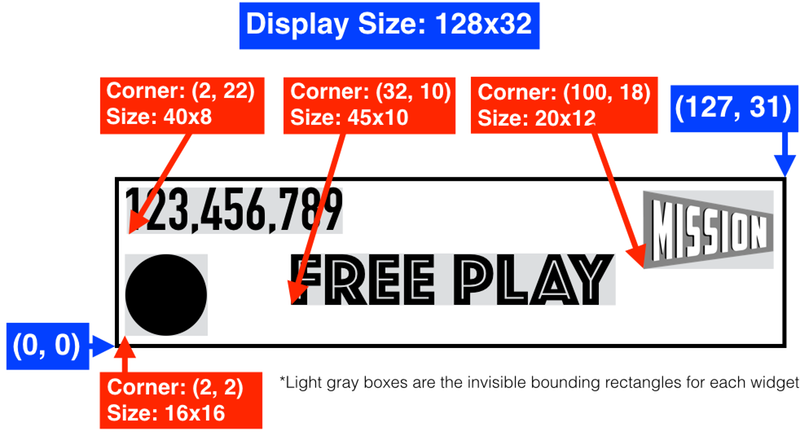 Display Size: 128x32
Corner: (2, 22)
Size: 40x8
Corner: (32, 10)
Size: 45x10
Corner: (100, 18)
Size: 20x12
(127, 31)
123,456,789
MISSION
FREE PLAY
(0, 0)
Corner: (2, 2)
Size: 16x16
*Light gray boxes are the invisible bounding rectangles for each widget